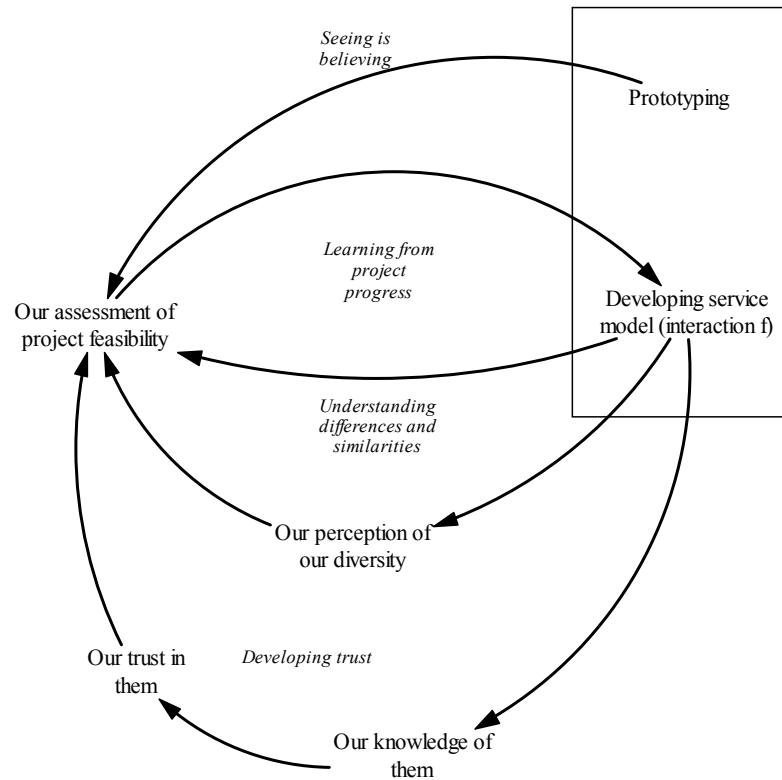 Seeing is
believing
Prototyping
Learning from
project
progress
Our assessment of
project feasibility
Developing service
model (interaction f)
Understanding
differences and
similarities
Our perception of
our diversity
Our trust in
them
Developing trust
Our knowledge of
them